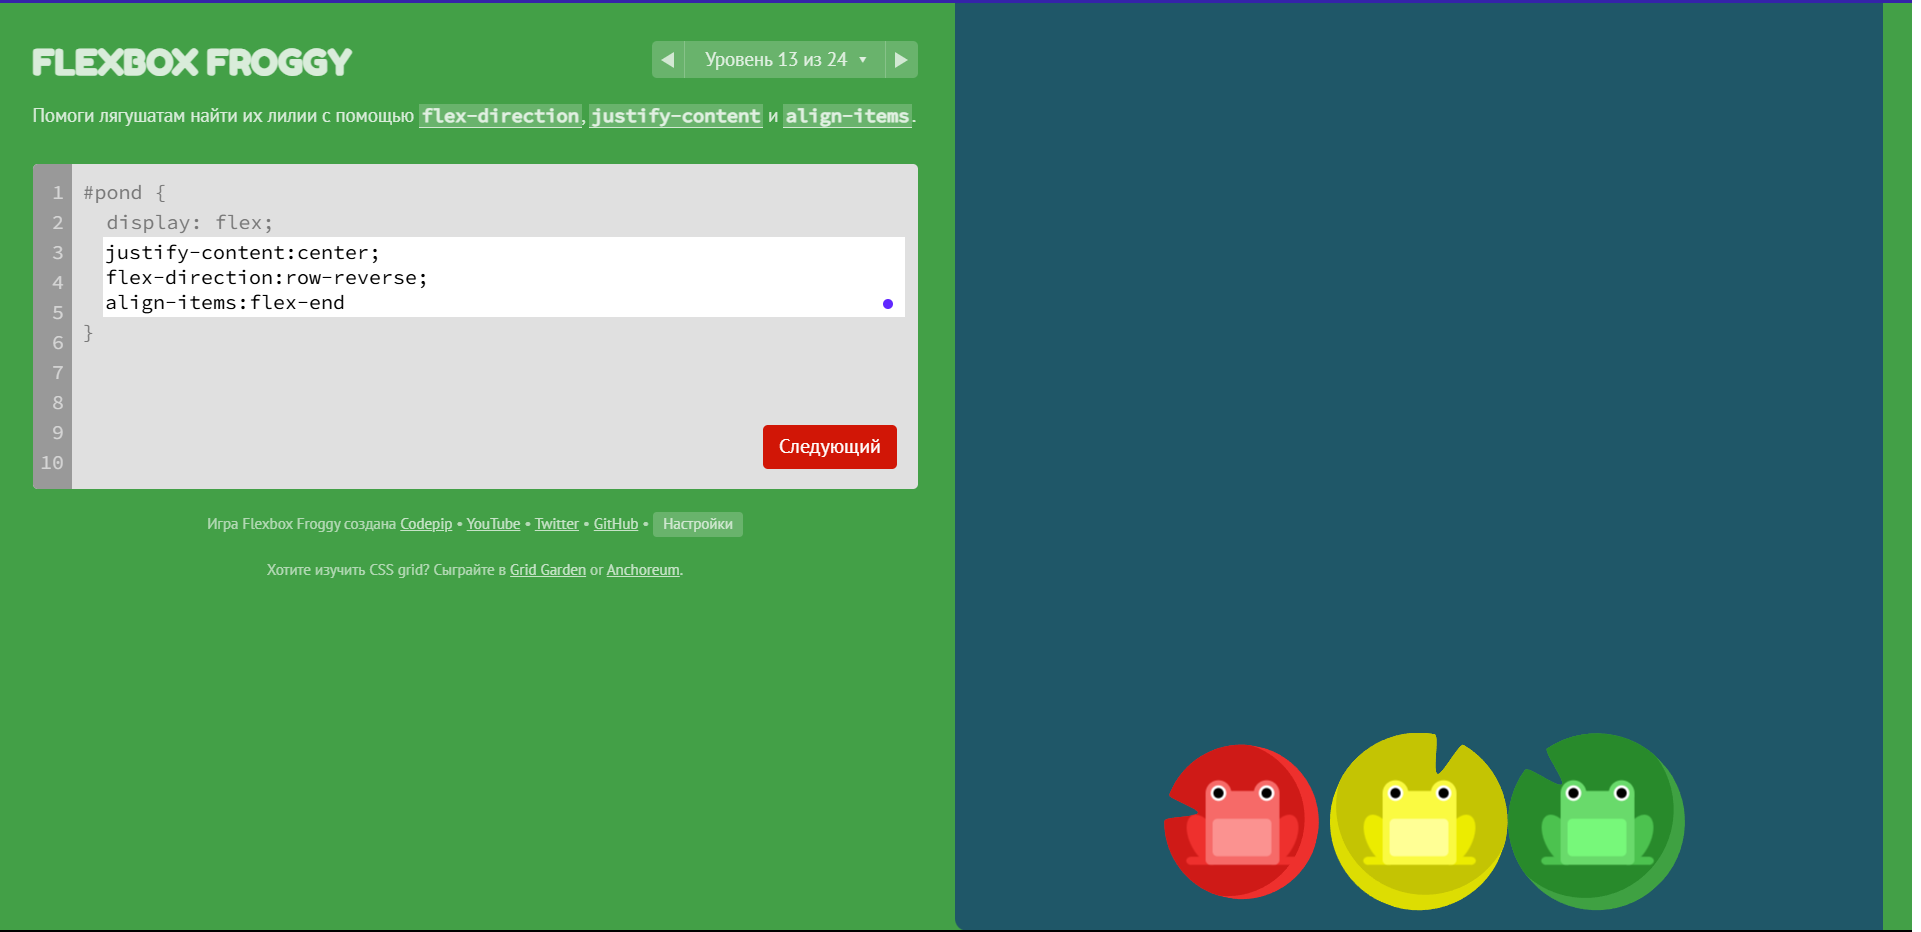 FLEXBOX FROGGY
Уровень 13 из 24
Помоги лягушатам найти их лилии с помощью flex-direction, justify-content и align-items.
1 #pond {
2 display: flex;
3 justify-content:center;
4 flex-direction:row-reverse;
5 align-items:flex-end
6 }
7
8
9
10
Следующий
Игра Flexbox Froggy создана Codepip • YouTube • Twitter • GitHub • Настройки
Хотите изучить CSS grid? Сыграйте в Grid Garden or Anchoreum.